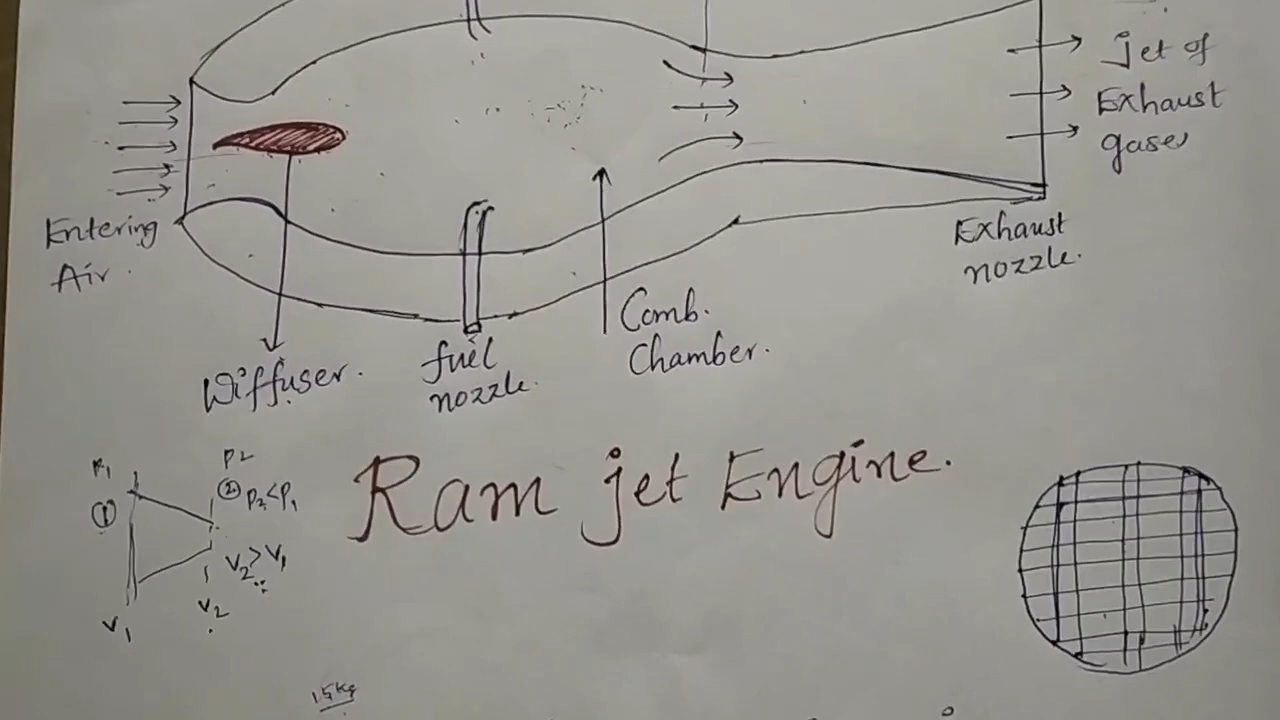 jet of
Exhaust
gases
Entering
Air.
Exhaust
nozzle.
Comb.
Chamber.
fuel
nozzle.
Diffuser.
Ram jet Engine.
P1
P2
①
② P2<P1
V2>V1
V1
V2
15kg